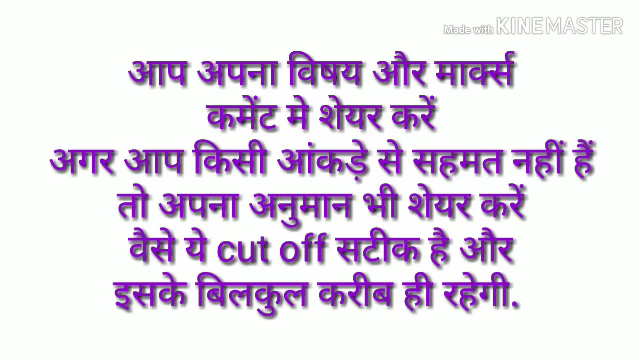 Made with KINEMASTER
आप अपना विषय और मार्क्स
कमेंट मे शेयर करें
अगर आप किसी आंकड़े से सहमत नहीं हैं
तो अपना अनुमान भी शेयर करें
वैसे ये cut off सटीक है और
इसके बिलकुल करीब ही रहेगी.